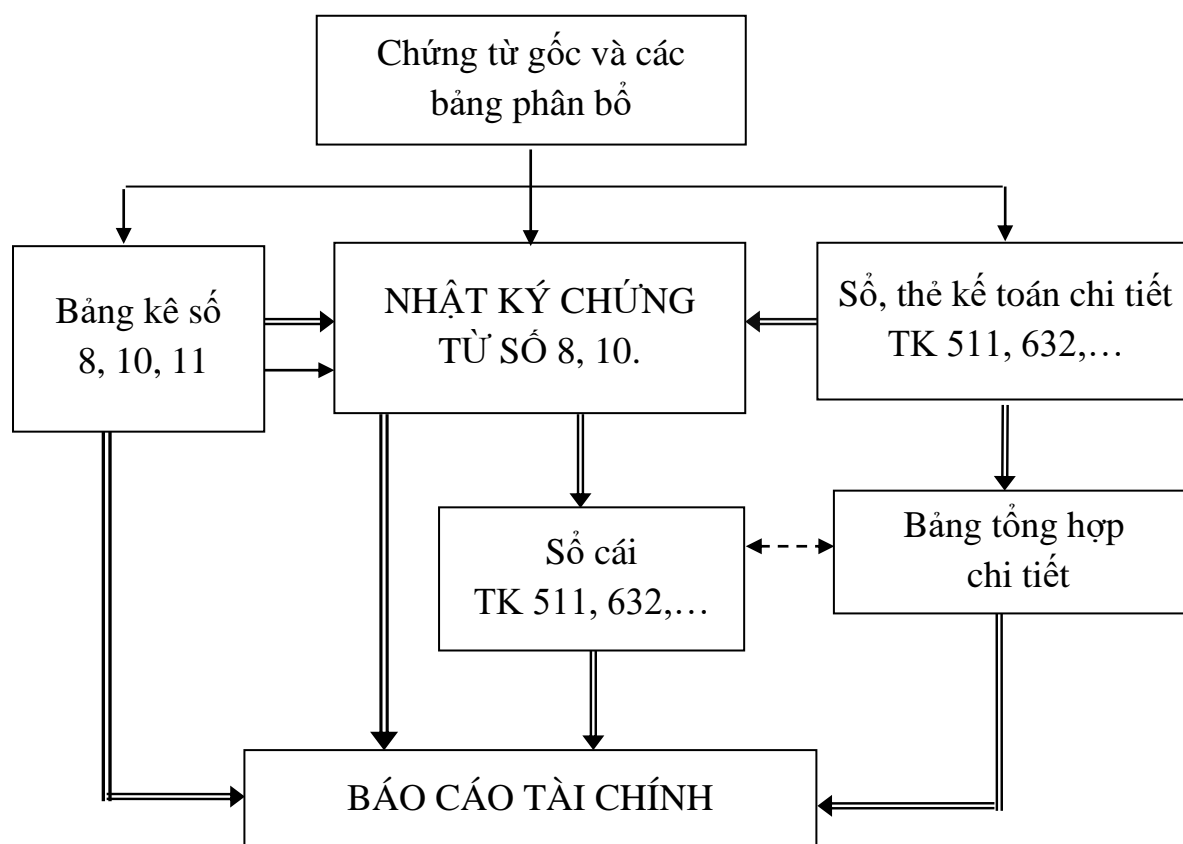 Chứng từ gốc và các
bảng phân bổ
Bảng kê số
8, 10, 11
NHẬT KÝ CHỨNG
TỪ SỐ 8, 10.
Sổ, thẻ kế toán chi tiết
TK 511, 632,…
Sổ cái
TK 511, 632,…
Bảng tổng hợp
chi tiết
BÁO CÁO TÀI CHÍNH